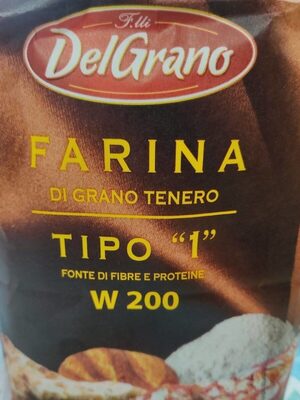 F.lli
DelGrano
FARINA
DI GRANO TENERO
TIPO "1"
FONTE DI FIBRE E PROTEINE
W 200